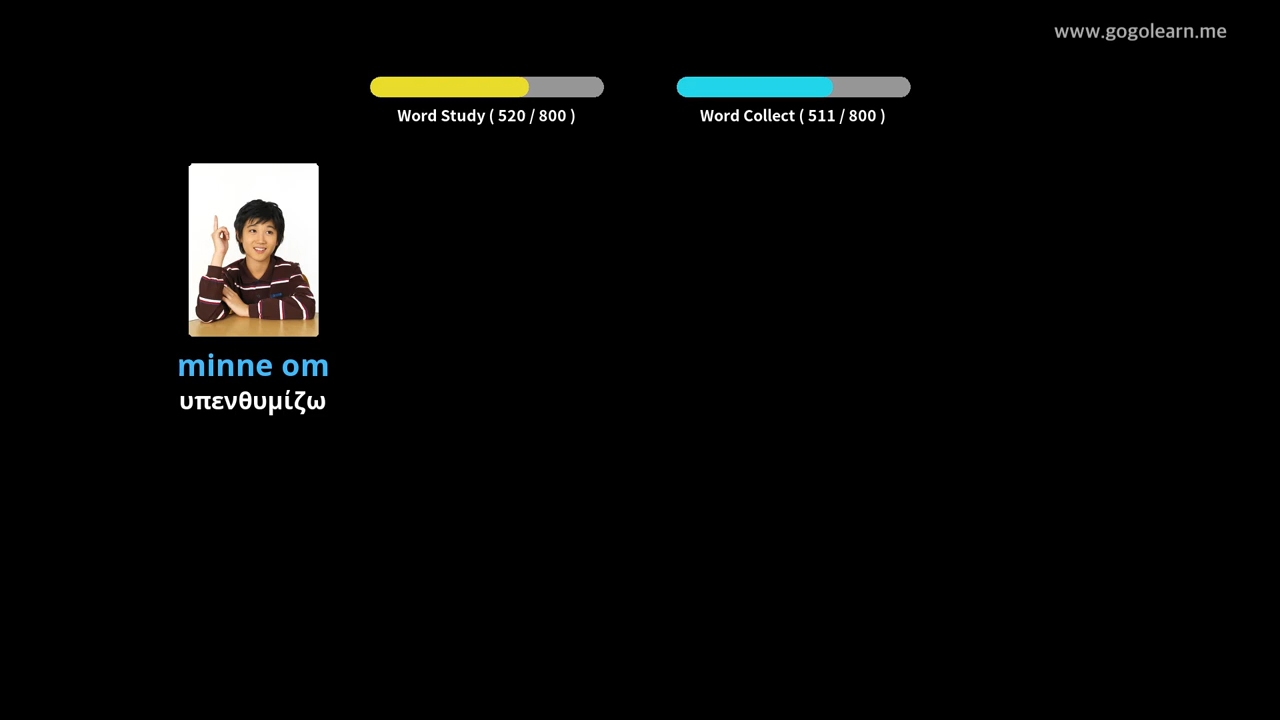 www.gogolearn.me
Word Study ( 520 / 800 )
Word Collect ( 511 / 800 )
minne om
υπενθυμίζω